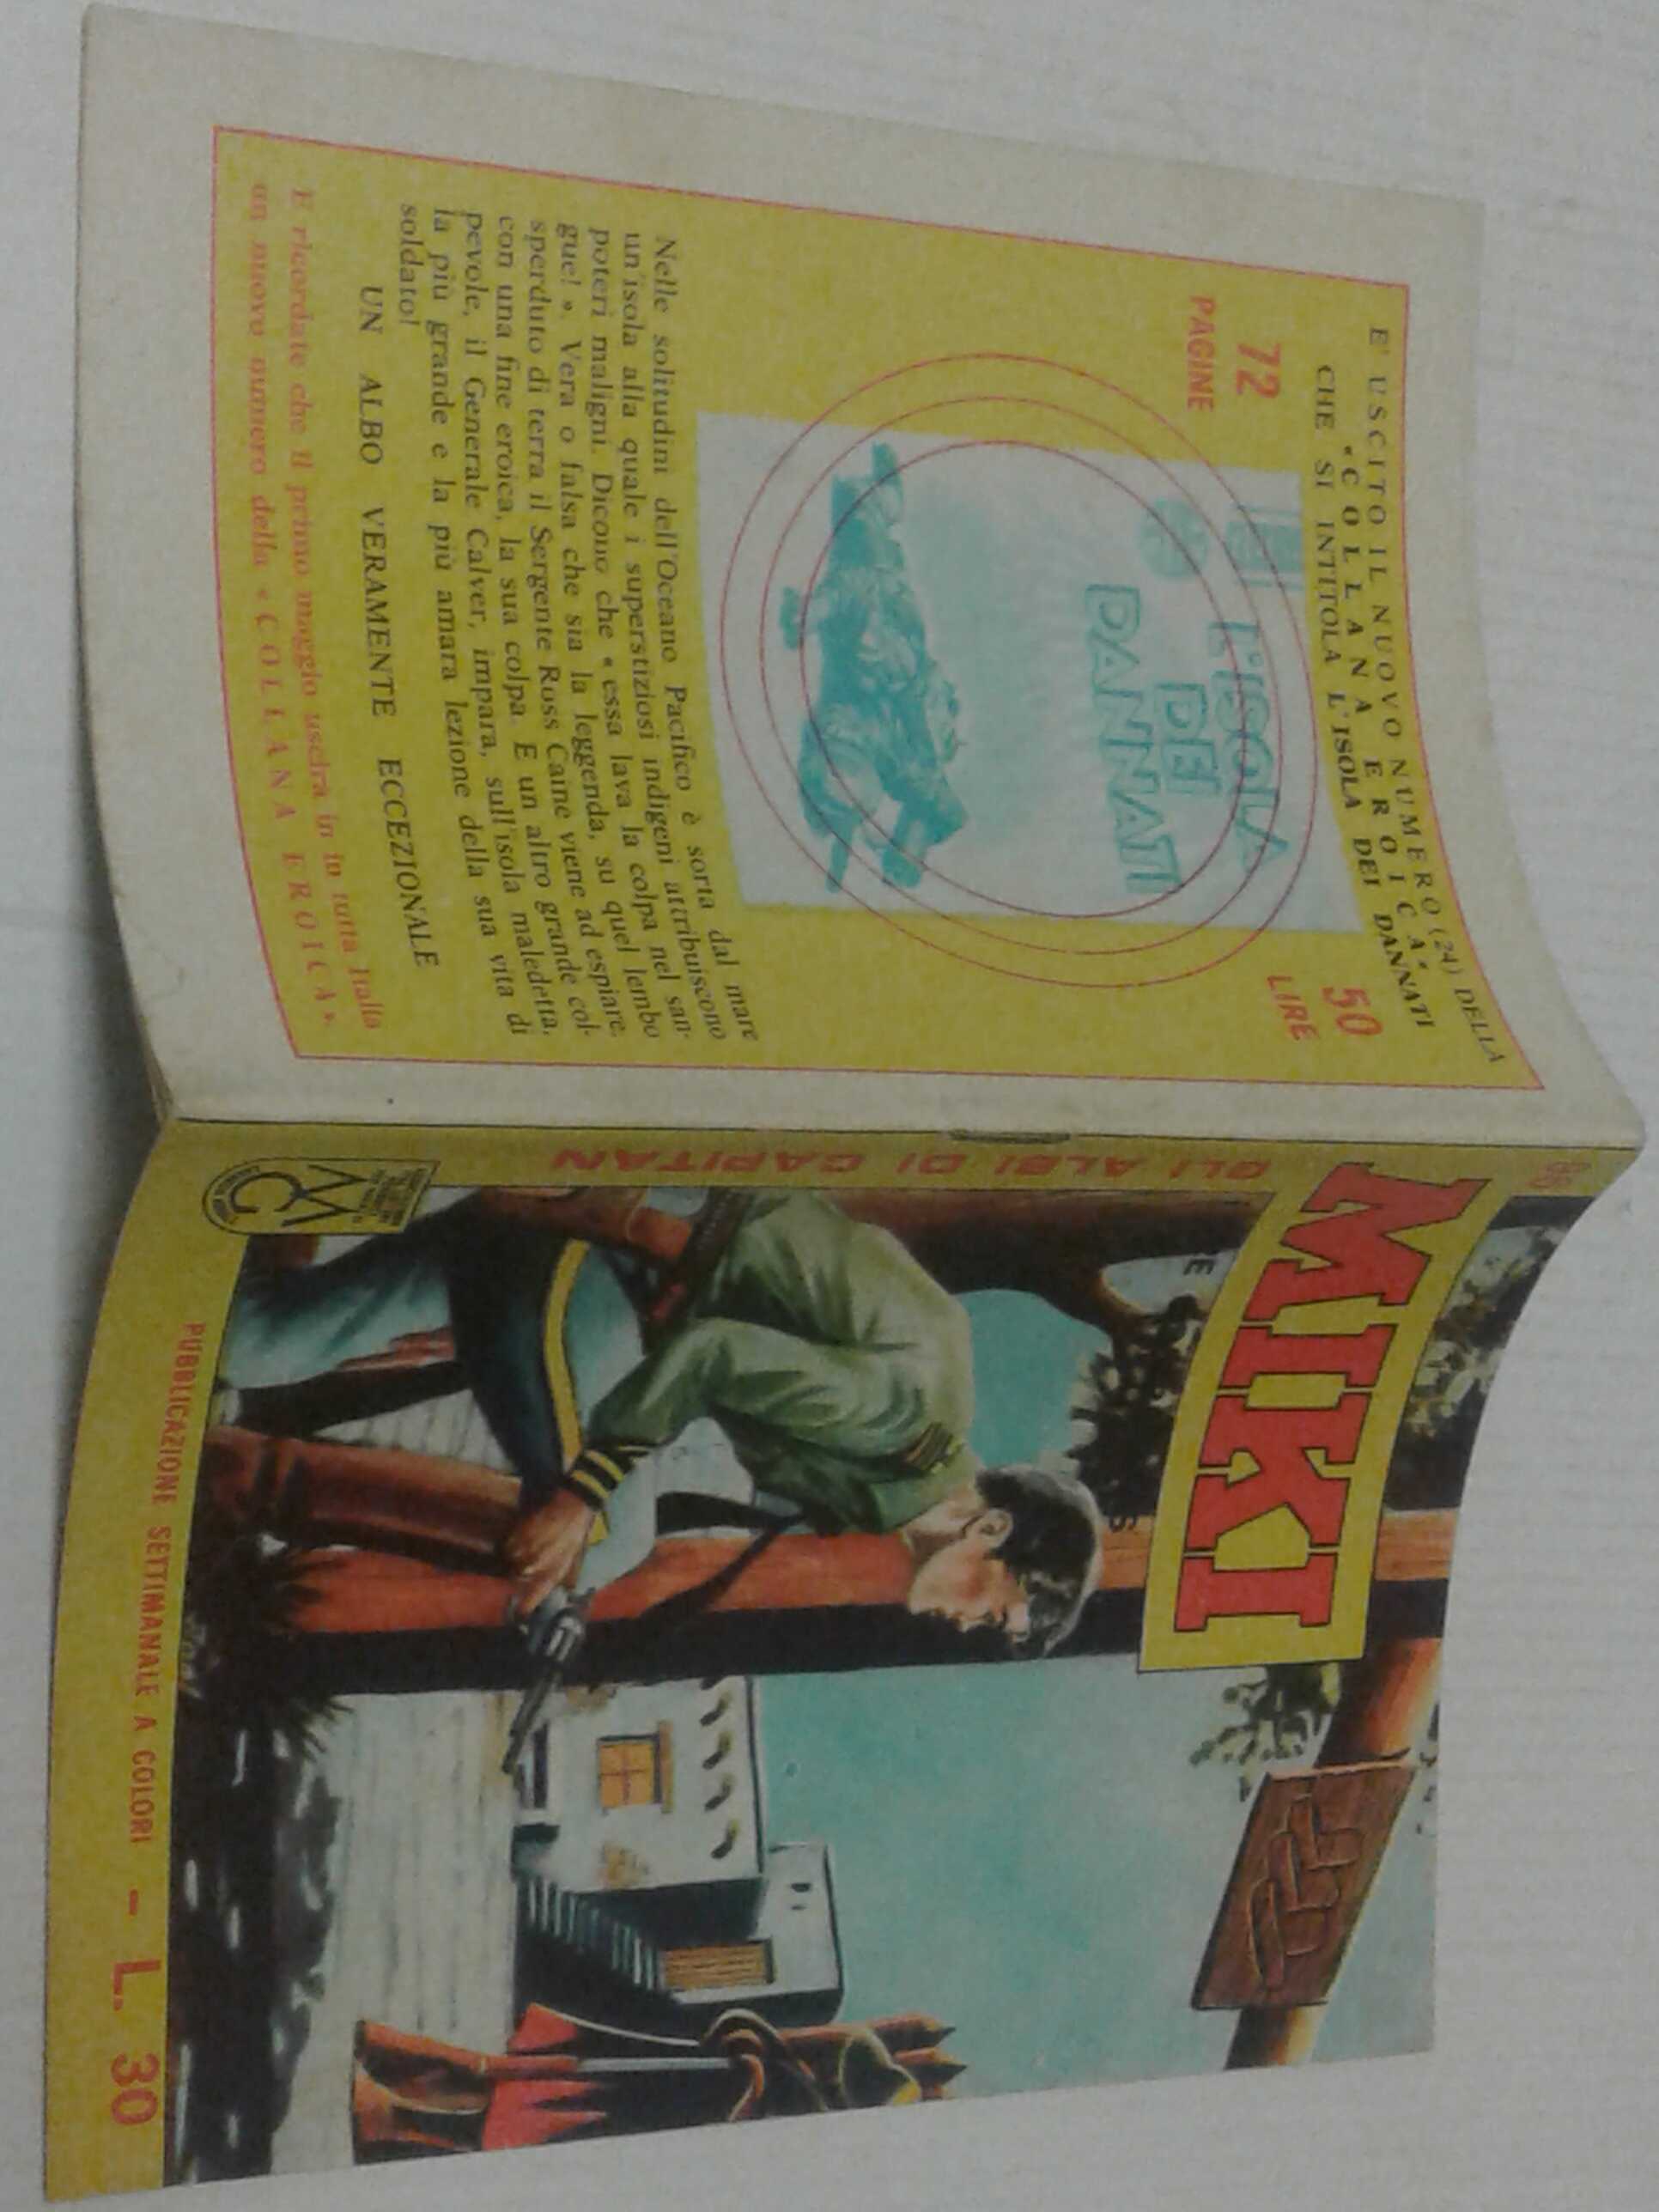 E' USCITO IL NUOVO NUMERO (24) DELLA
«COLLANA EROICA»
CHE SI INTITOLA L'ISOLA DEI DANNATI
72
PAGINE
50
LIRE
L'ISOLA
DEI
DANNATI
Nelle solitudini dell'Oceano Pacifico è sorta dal mare
un'isola alla quale i superstiziosi indigeni attribuiscono
poteri maligni. Dicono che « essa lava la colpa nel san-
gue! ». Vera o falsa che sia la leggenda, su quel lembo
sperduto di terra il Sergente Ross Caine viene ad espiare,
con una fine eroica, la sua colpa. E un altro grande col-
pevole, il Generale Calver, impara, sull'isola maledetta,
la più grande e la più amara lezione della sua vita di
soldato!
UN ALBO VERAMENTE ECCEZIONALE
E ricordate che il primo maggio uscirà in in tutta Italia
un nuovo numero della «COLLANA EROICA».
GLI ALBI DI CAPITAN
MIKI
PUBBLICAZIONE SETTIMANALE A COLORI - L. 30